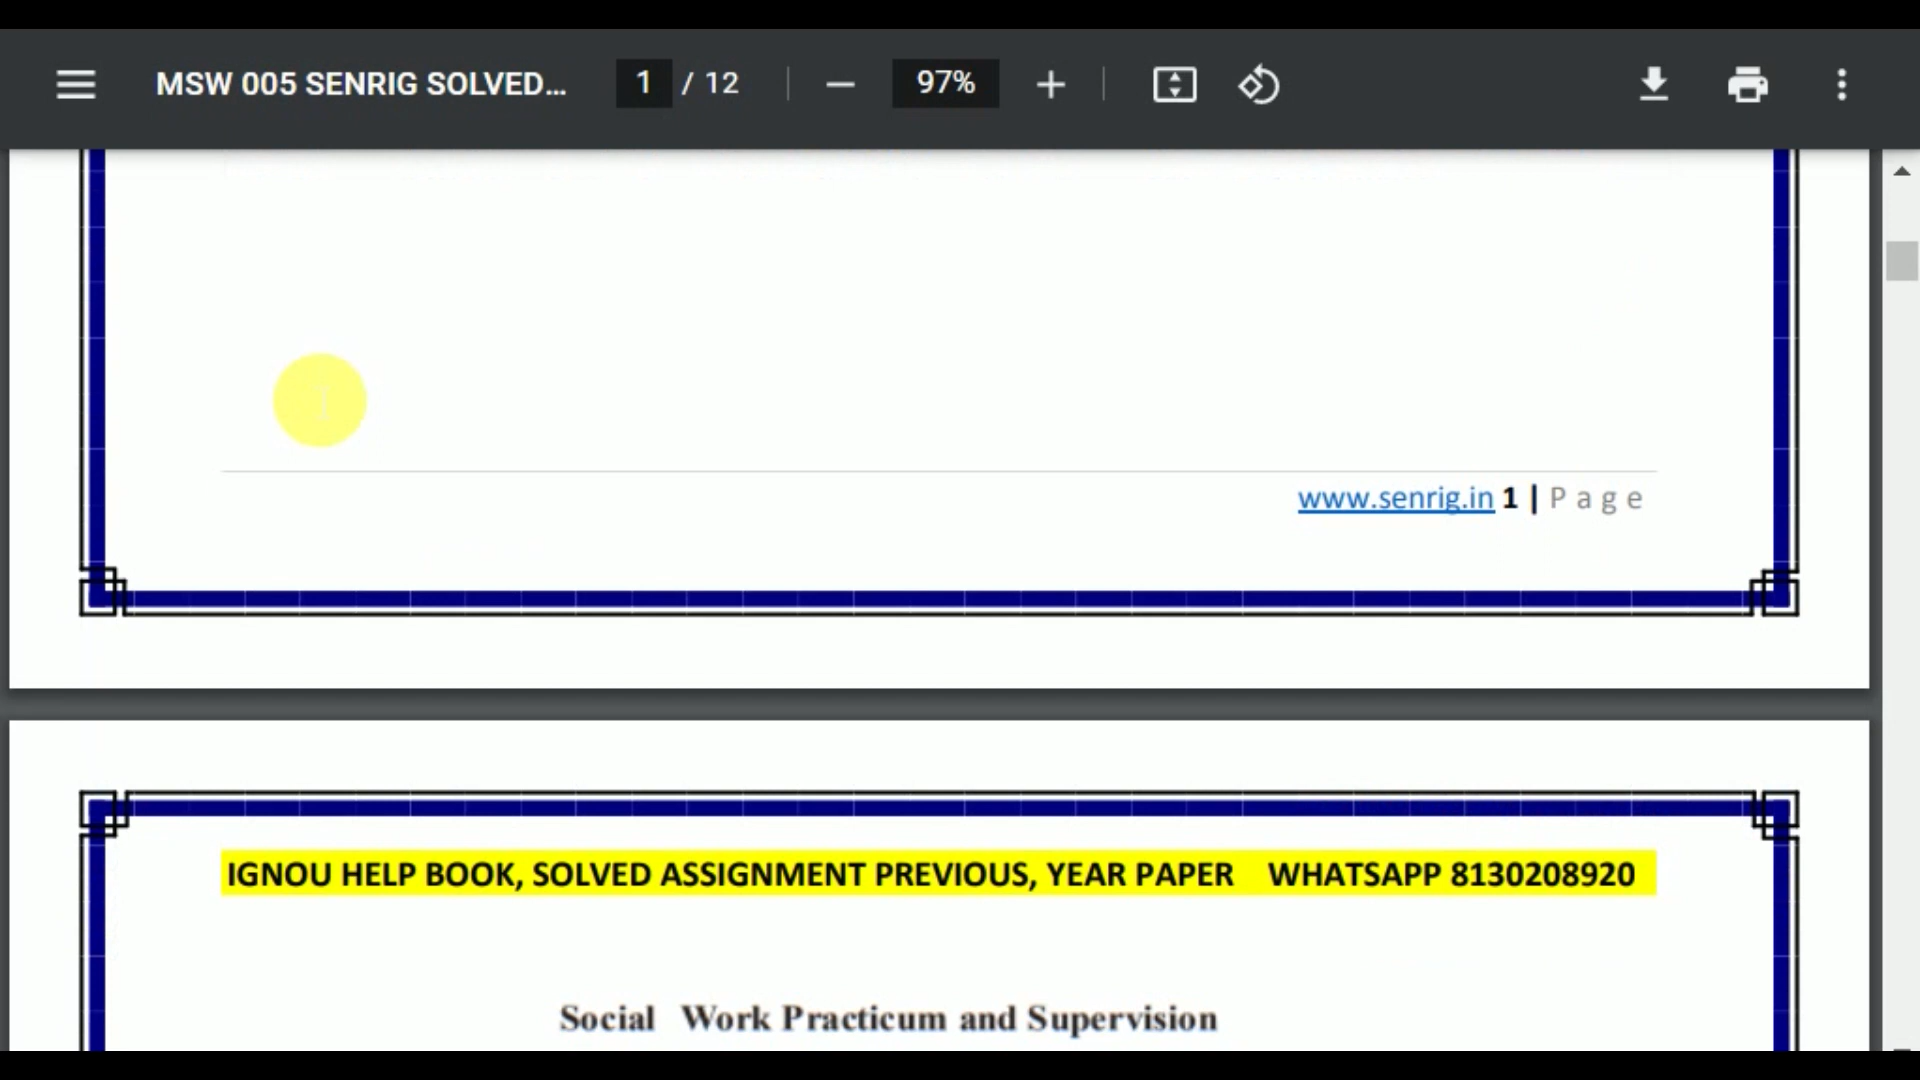 MSW 005 SENRIG SOLVED... 1 / 12 97%
www.senrig.in 1 | Page
IGNOU HELP BOOK, SOLVED ASSIGNMENT PREVIOUS, YEAR PAPER WHATSAPP 8130208920
Social Work Practicum and Supervision